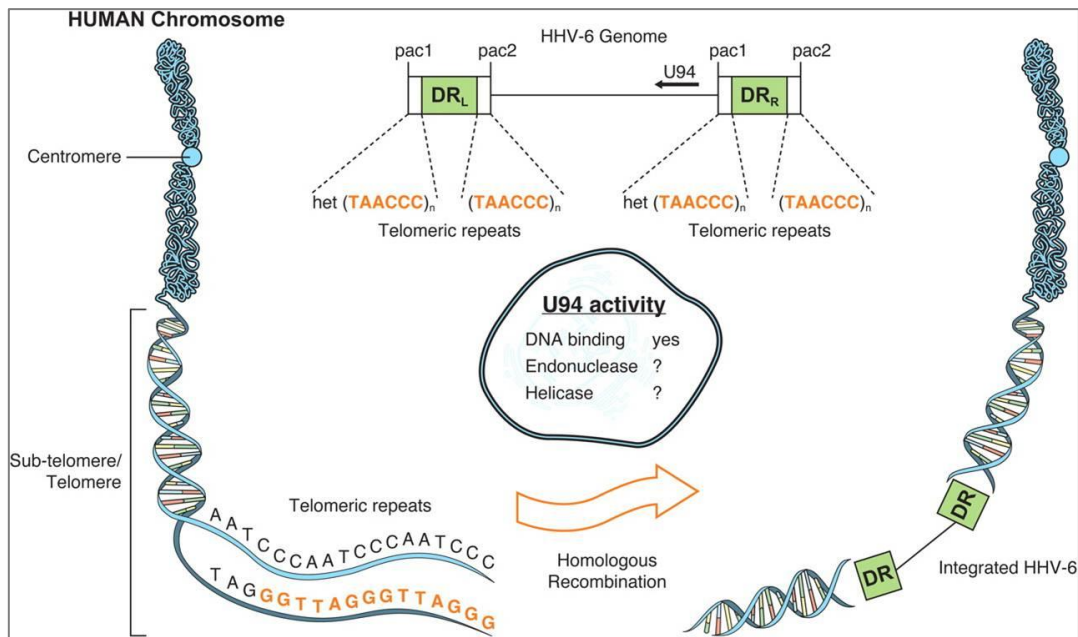 HUMAN Chromosome
HHV-6 Genome
pac1 pac2 pac1 pac2
U94
DRL DRR
Centromere
het (TAACCC)n (TAACCC)n het (TAACCC)n (TAACCC)n
Telomeric repeats Telomeric repeats
U94 activity
DNA binding yes
Endonuclease ?
Helicase ?
Sub-telomere/
Telomere
Telomeric repeats
AATCCCAATCCCAATCCC
TAGGGTTAGGGTTAGGG
Homologous
Recombination
DR
DR
Integrated HHV-6